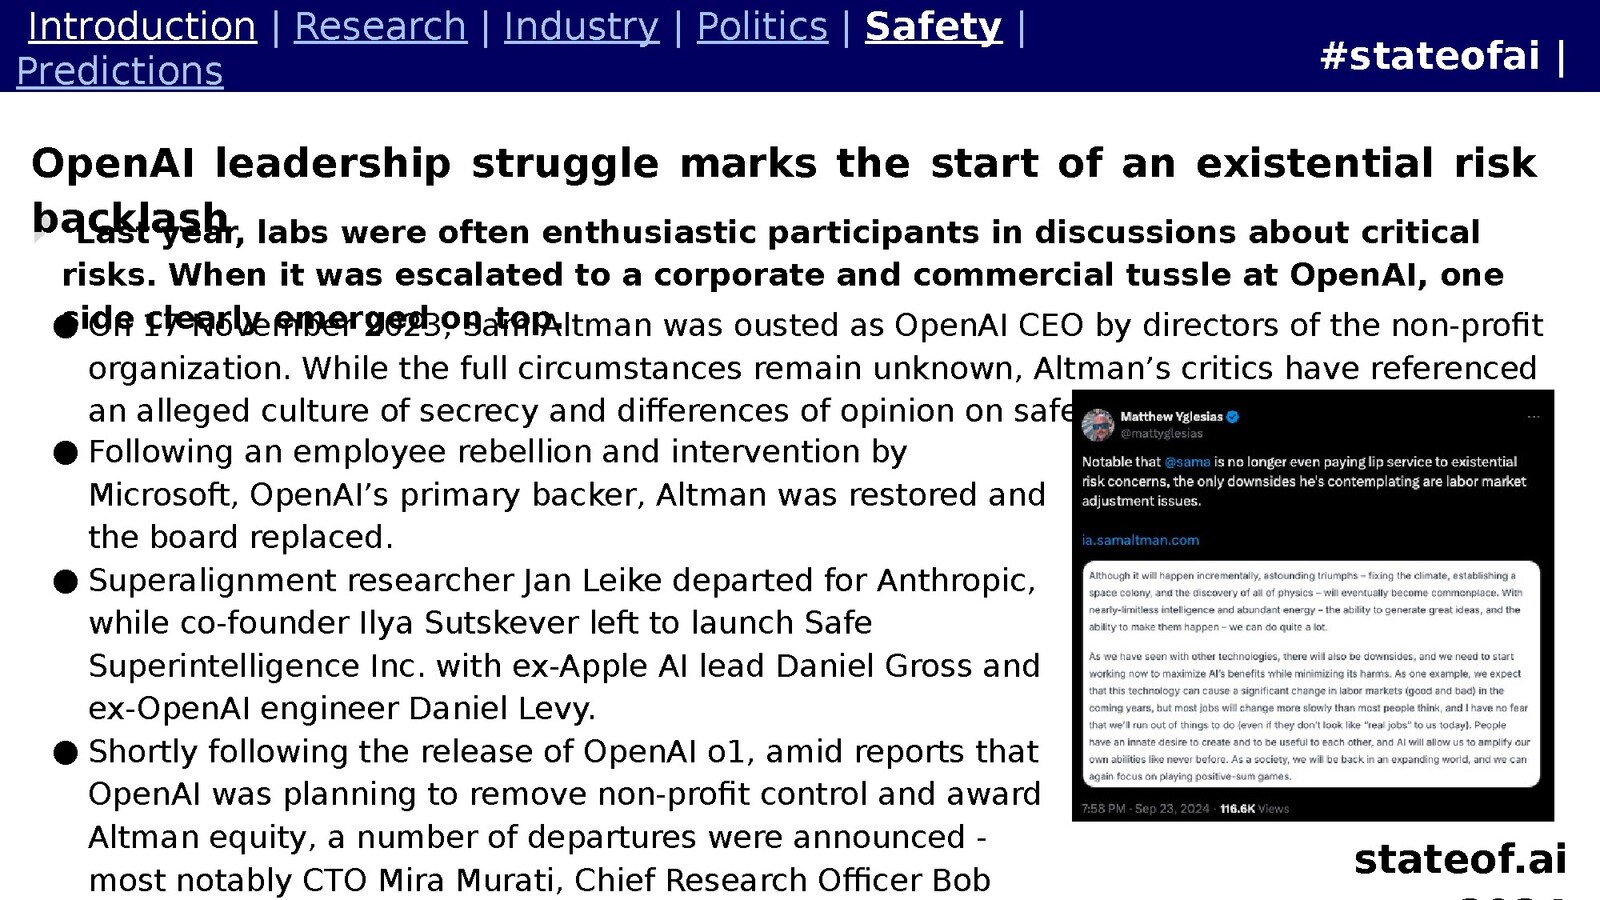 Introduction | Research | Industry | Politics | Safety |
Predictions
#stateofai |
OpenAI leadership struggle marks the start of an existential risk
backlash
Last year, labs were often enthusiastic participants in discussions about critical
risks. When it was escalated to a corporate and commercial tussle at OpenAI, one
side clearly emerged on top.
● On 17 November 2023, Sam Altman was ousted as OpenAI CEO by directors of the non-profit
organization. While the full circumstances remain unknown, Altman’s critics have referenced
an alleged culture of secrecy and differences of opinion on safe
● Following an employee rebellion and intervention by
Microsoft, OpenAI’s primary backer, Altman was restored and
the board replaced.
● Superalignment researcher Jan Leike departed for Anthropic,
while co-founder Ilya Sutskever left to launch Safe
Superintelligence Inc. with ex-Apple AI lead Daniel Gross and
ex-OpenAI engineer Daniel Levy.
● Shortly following the release of OpenAI o1, amid reports that
OpenAI was planning to remove non-profit control and award
Altman equity, a number of departures were announced -
most notably CTO Mira Murati, Chief Research Officer Bob
Matthew Yglesias
@mattyglesias
Notable that @sama is no longer even paying lip service to existential
risk concerns, the only downsides he's contemplating are labor market
adjustment issues.
ia.samaltman.com
Although it will happen incrementally, astounding triumphs – fixing the climate, establishing a
space colony, and the discovery of all of physics – will eventually become commonplace. With
nearly-limitless intelligence and abundant energy – the ability to generate great ideas, and the
ability to make them happen – we can do quite a lot.
As we have seen with other technologies, there will also be downsides, and we need to start
working now to maximize AI's benefits while minimizing its harms. As one example, we expect
that this technology can cause a significant change in labor markets (good and bad) in the
coming years, but most jobs will change more slowly than most people think, and I have no fear
that we'll run out of things to do (even if they don't look like "real jobs" to us today). People
have an innate desire to create and to be useful to each other, and AI will allow us to amplify our
own abilities like never before. As a society, we will be back in an expanding world, and we can
again focus on playing positive-sum games.
7:58 PM · Sep 23, 2024 · 116.6K Views
stateof.ai